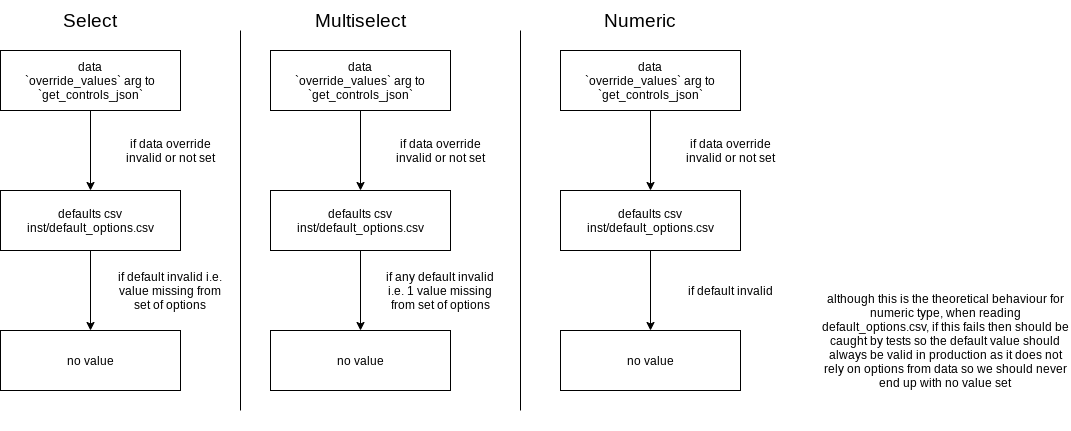 Select
data
`override_values` arg to
`get_controls_json`
if data override
invalid or not set
defaults csv
inst/default_options.csv
if default invalid i.e.
value missing from
set of options
no value
Multiselect
data
`override_values` arg to
`get_controls_json`
if data override
invalid or not set
defaults csv
inst/default_options.csv
if any default invalid
i.e. 1 value missing
from set of options
no value
Numeric
data
`override_values` arg to
`get_controls_json`
if data override
invalid or not set
defaults csv
inst/default_options.csv
if default invalid
no value
although this is the theoretical behaviour for
numeric type, when reading
default_options.csv, if this fails then should be
caught by tests so the default value should
always be valid in production as it does not
rely on options from data so we should never
end up with no value set